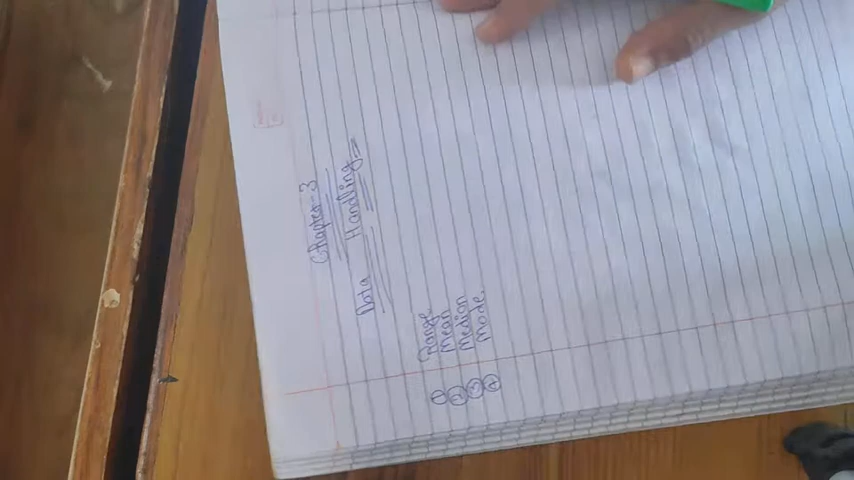 Chapter-3
Data Handling
① Range
② Mean
③ Median
④ Mode.